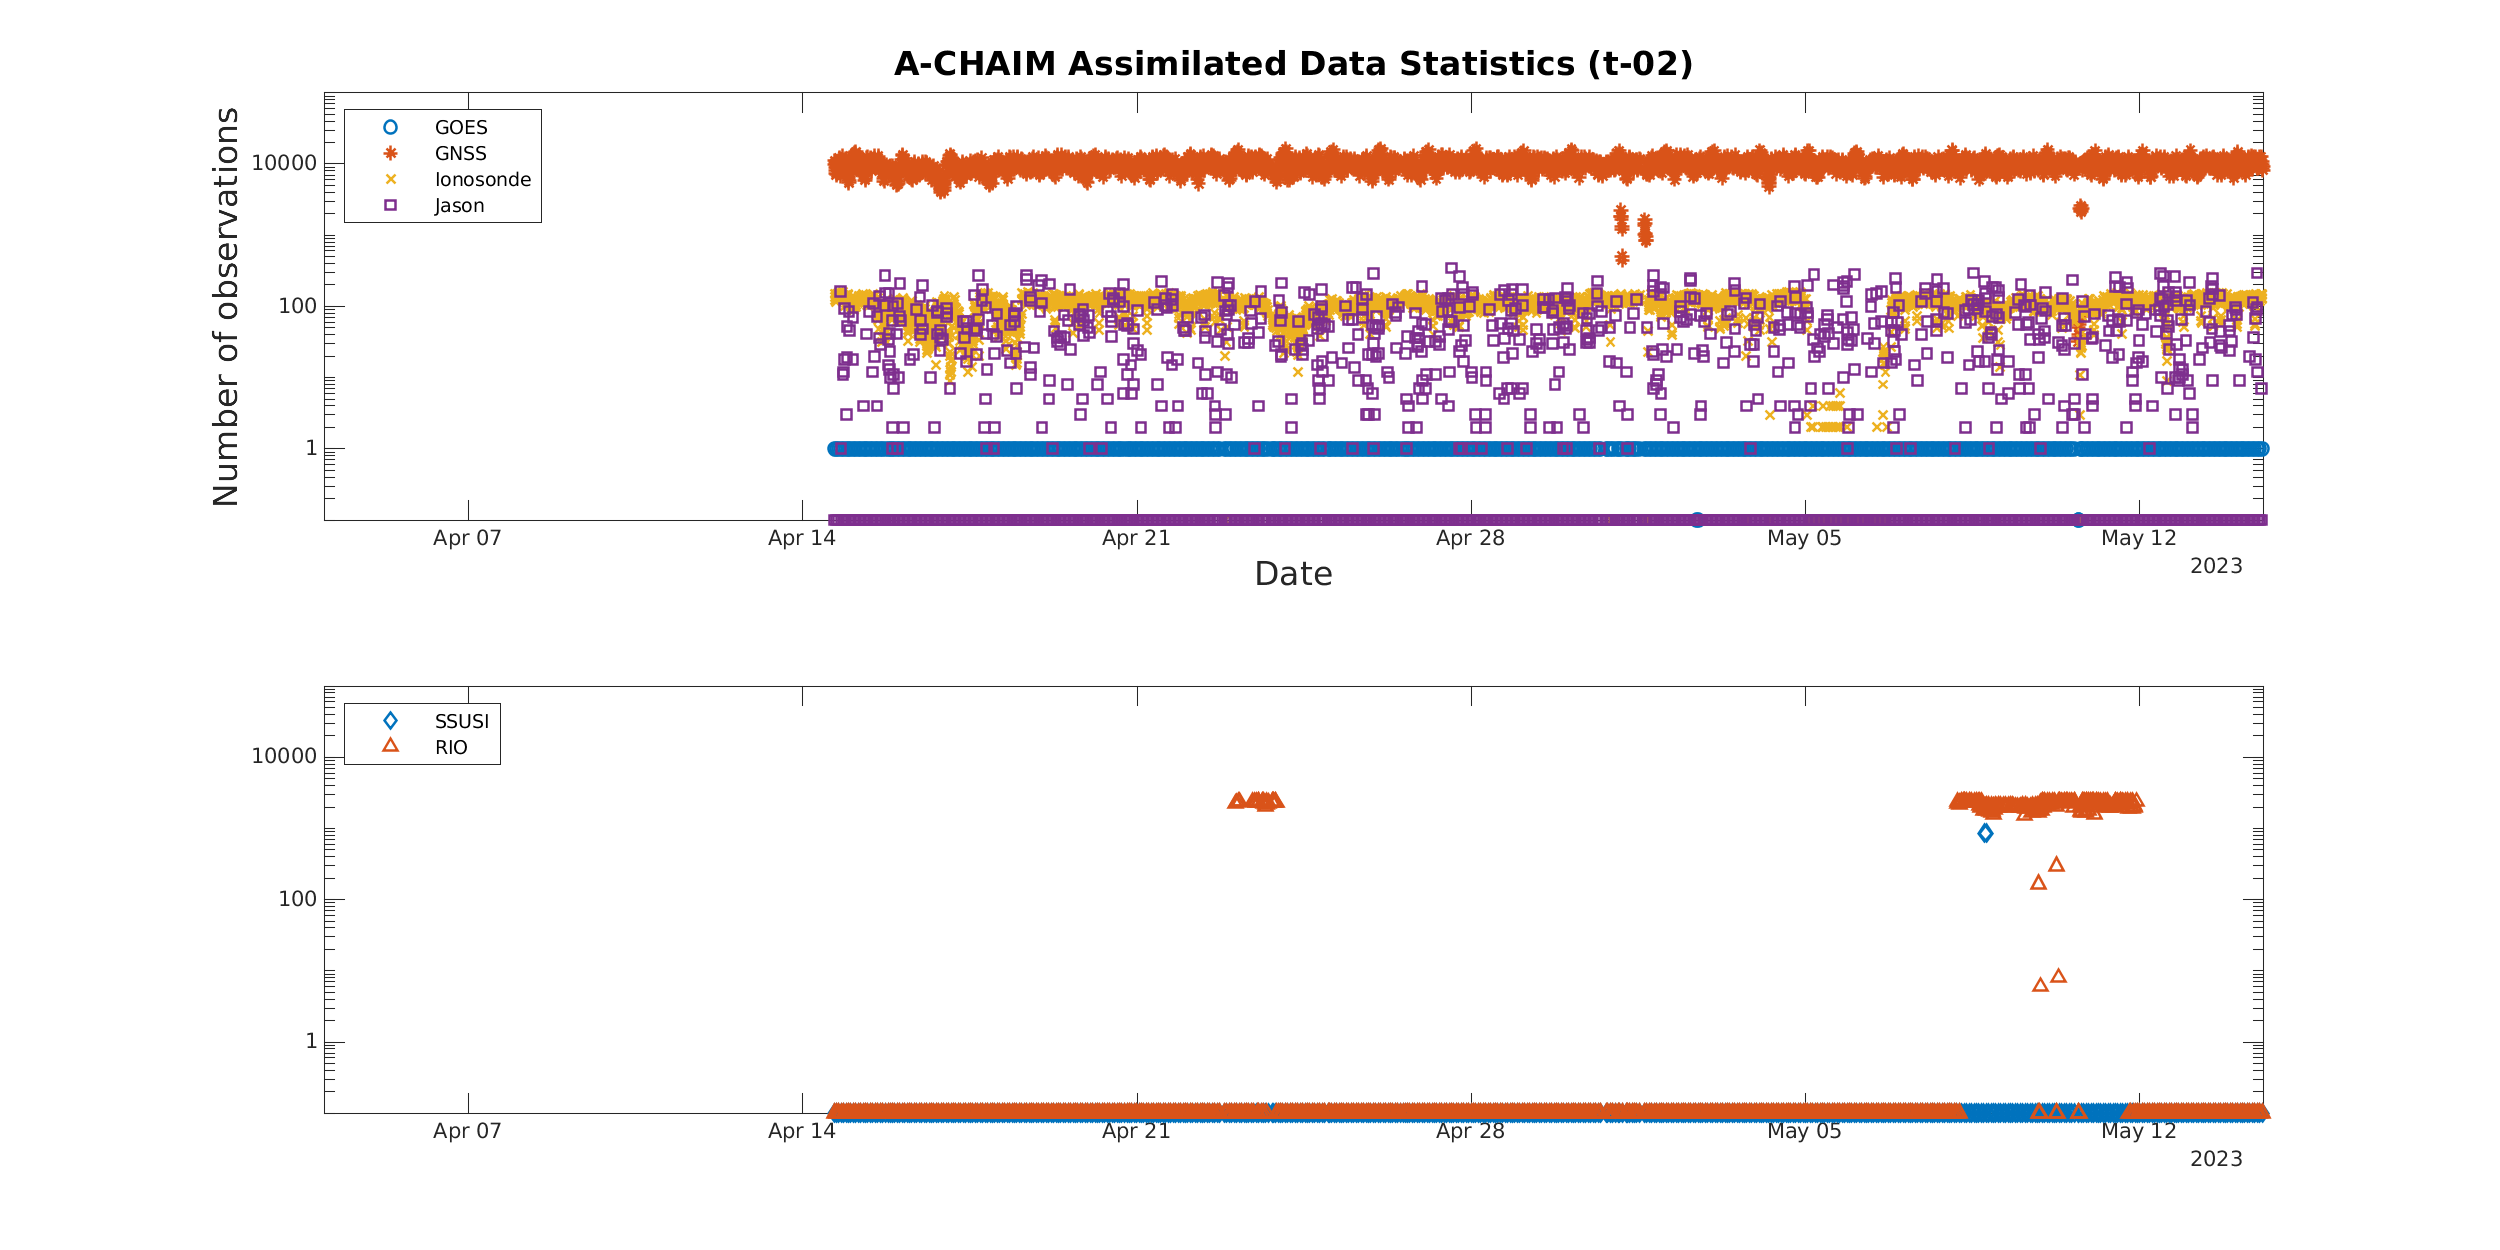 A-CHAIM Assimilated Data Statistics (t-02)
Number of observations
10000
100
1
GOES
GNSS
Ionosonde
Jason
Apr 07
Apr 14
Apr 21
Apr 28
May 05
May 12
2023
Date
10000
100
1
SSUSI
RIO
Apr 07
Apr 14
Apr 21
Apr 28
May 05
May 12
2023